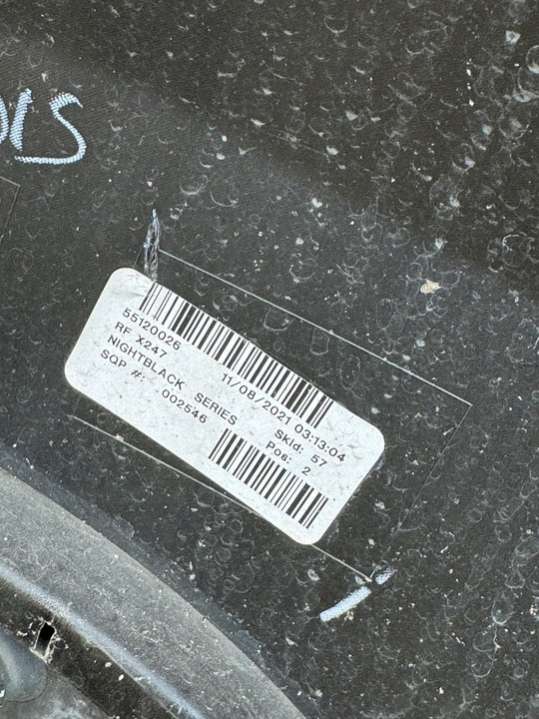 55120026
RF X247 11/08/2021 03:13:04
NIGHTBLACK SERIES Skid: 57
SQP #: 002546 Pos: 2